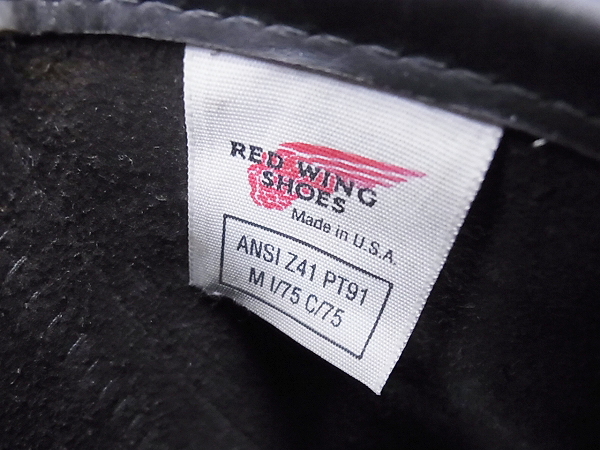 RED WING
SHOES
Made in U.S.A.
ANSI Z41 PT91
M I/75 C/75